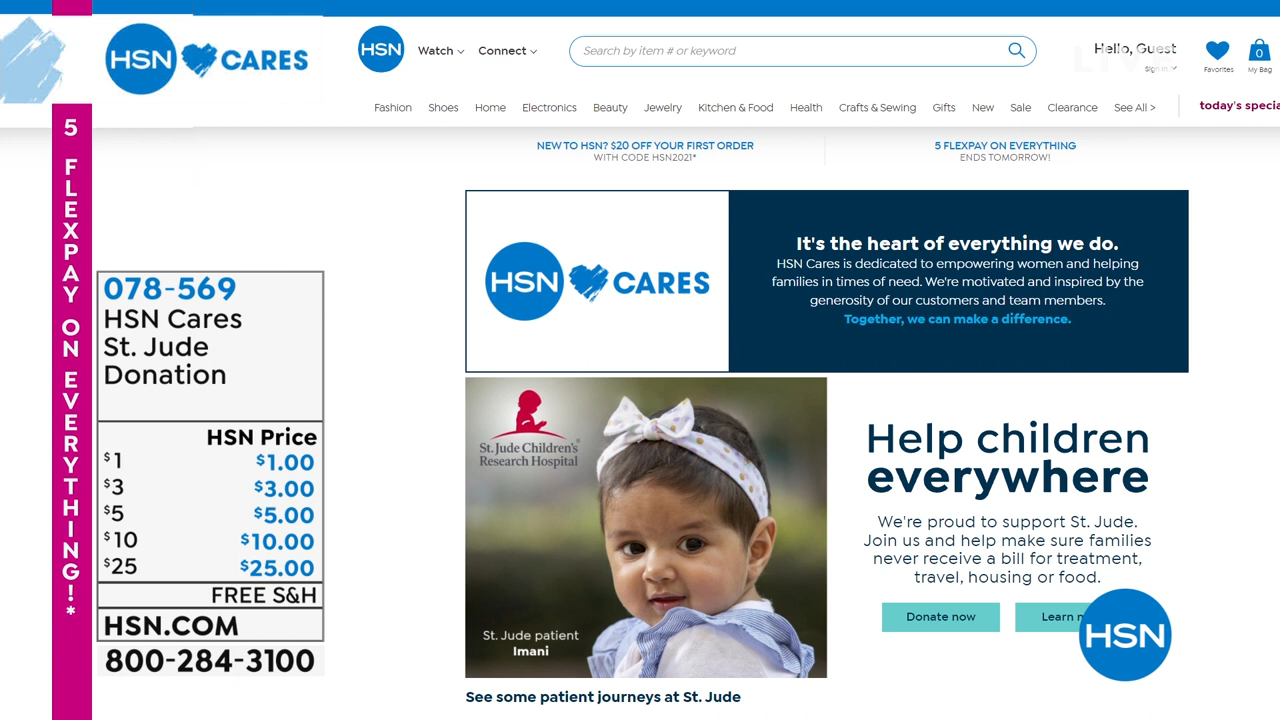 HSN CARES
5 FLEXPAY ON EVERYTHING!*
078-569
HSN Cares
St. Jude
Donation
HSN Price
$1 $1.00
$3 $3.00
$5 $5.00
$10 $10.00
$25 $25.00
FREE S&H
HSN.COM
800-284-3100
HSN
Watch
Connect
Search by item # or keyword
Hello, Guest
Sign In
LIVE
Favorites
0
My Bag
Fashion Shoes Home Electronics Beauty Jewelry Kitchen & Food Health Crafts & Sewing Gifts New Sale Clearance See All >
today's specia
NEW TO HSN? $20 OFF YOUR FIRST ORDER
WITH CODE HSN2021*
5 FLEXPAY ON EVERYTHING
ENDS TOMORROW!
HSN CARES
It's the heart of everything we do.
HSN Cares is dedicated to empowering women and helping
families in times of need. We're motivated and inspired by the
generosity of our customers and team members.
Together, we can make a difference.
St. Jude Children's®
Research Hospital
St. Jude patient
Imani
Help children
everywhere
We're proud to support St. Jude.
Join us and help make sure families
never receive a bill for treatment,
travel, housing or food.
Donate now
Learn
HSN
See some patient journeys at St. Jude